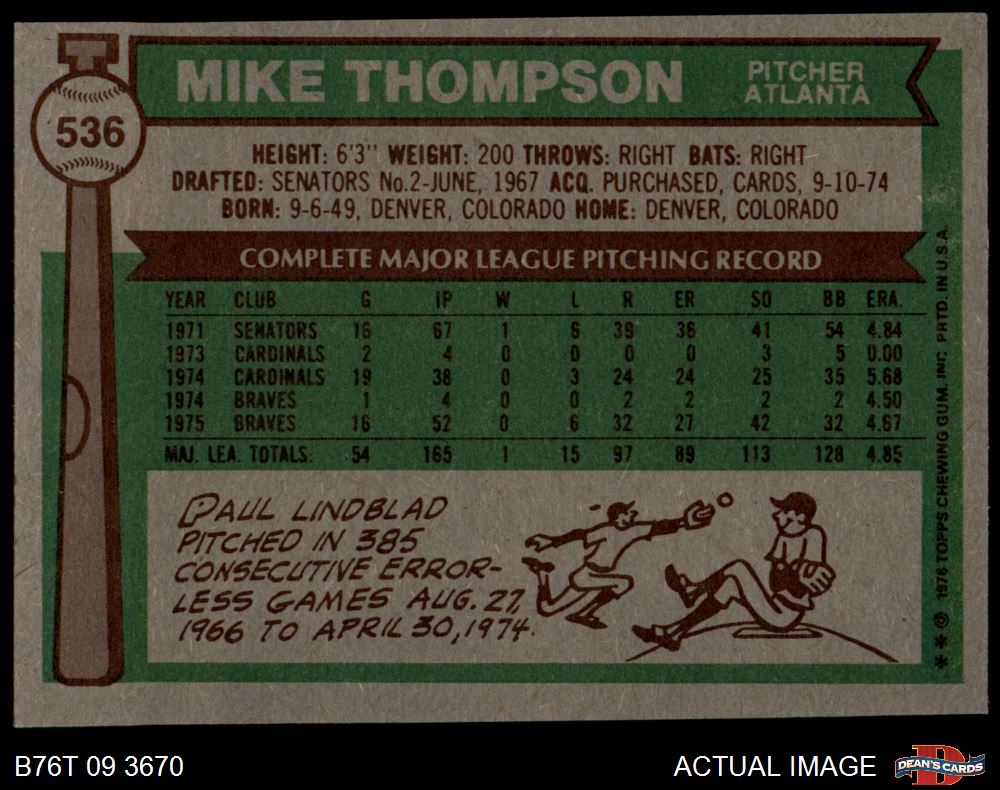 MIKE THOMPSON
PITCHER
ATLANTA
536
HEIGHT: 6'3" WEIGHT: 200 THROWS: RIGHT BATS: RIGHT
DRAFTED: SENATORS No.2-JUNE, 1967 ACQ. PURCHASED, CARDS, 9-10-74
BORN: 9-6-49, DENVER, COLORADO HOME: DENVER, COLORADO
COMPLETE MAJOR LEAGUE PITCHING RECORD
YEAR CLUB G IP W L R ER SO BB ERA.
1971 SENATORS 16 67 1 6 39 36 41 54 4.84
1973 CARDINALS 2 4 0 0 0 0 3 5 0.00
1974 CARDINALS 19 38 0 3 24 24 25 35 5.68
1974 BRAVES 1 4 0 0 2 2 2 2 4.50
1975 BRAVES 16 52 0 6 32 27 42 32 4.67
MAJ. LEA. TOTALS: 54 165 1 15 97 89 113 128 4.85
PAUL LINDBLAD
PITCHED IN 385
CONSECUTIVE ERROR-
LESS GAMES AUG. 27,
1966 TO APRIL 30, 1974.
** © 1976 TOPPS CHEWING GUM, INC. PRTD. IN U.S.A.
B76T 09 3670
ACTUAL IMAGE
D
DEAN'S CARDS